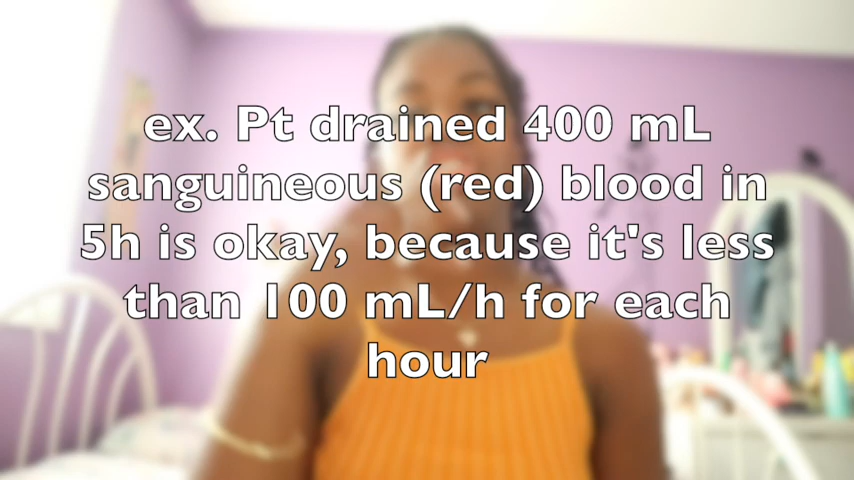 ex. Pt drained 400 mL
sanguineous (red) blood in
5h is okay, because it's less
than 100 mL/h for each
hour